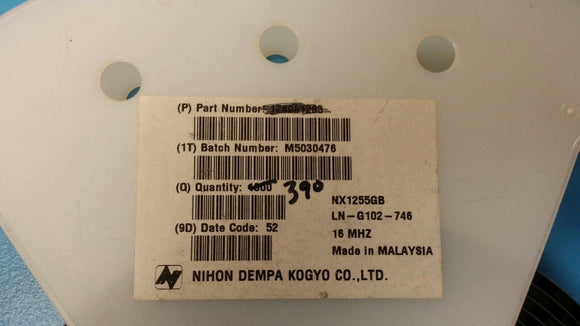 (P) Part Number:
(1T) Batch Number: M5030476
(Q) Quantity: 1000 390
NX1255GB
LN-G102-746
(9D) Date Code: 52
16 MHZ
Made in MALAYSIA
NIHON DEMPA KOGYO CO.,LTD.